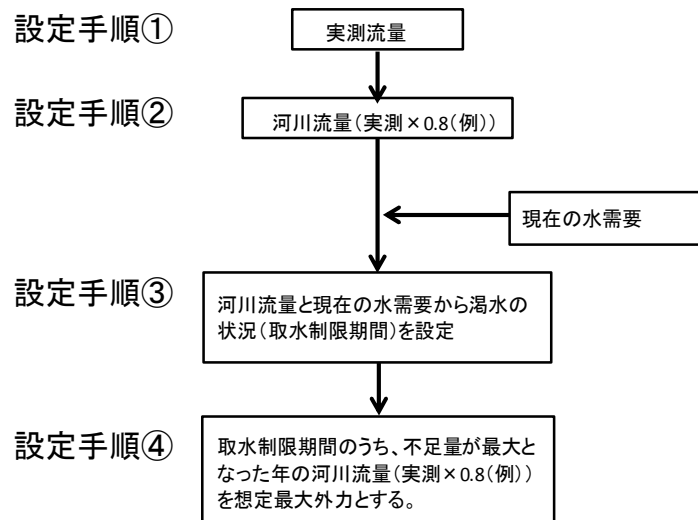 設定手順①
実測流量
設定手順②
河川流量(実測×0.8(例))
現在の水需要
設定手順③
河川流量と現在の水需要から渇水の
状況(取水制限期間)を設定
設定手順④
取水制限期間のうち、不足量が最大と
なった年の河川流量(実測×0.8(例))
を想定最大外力とする。